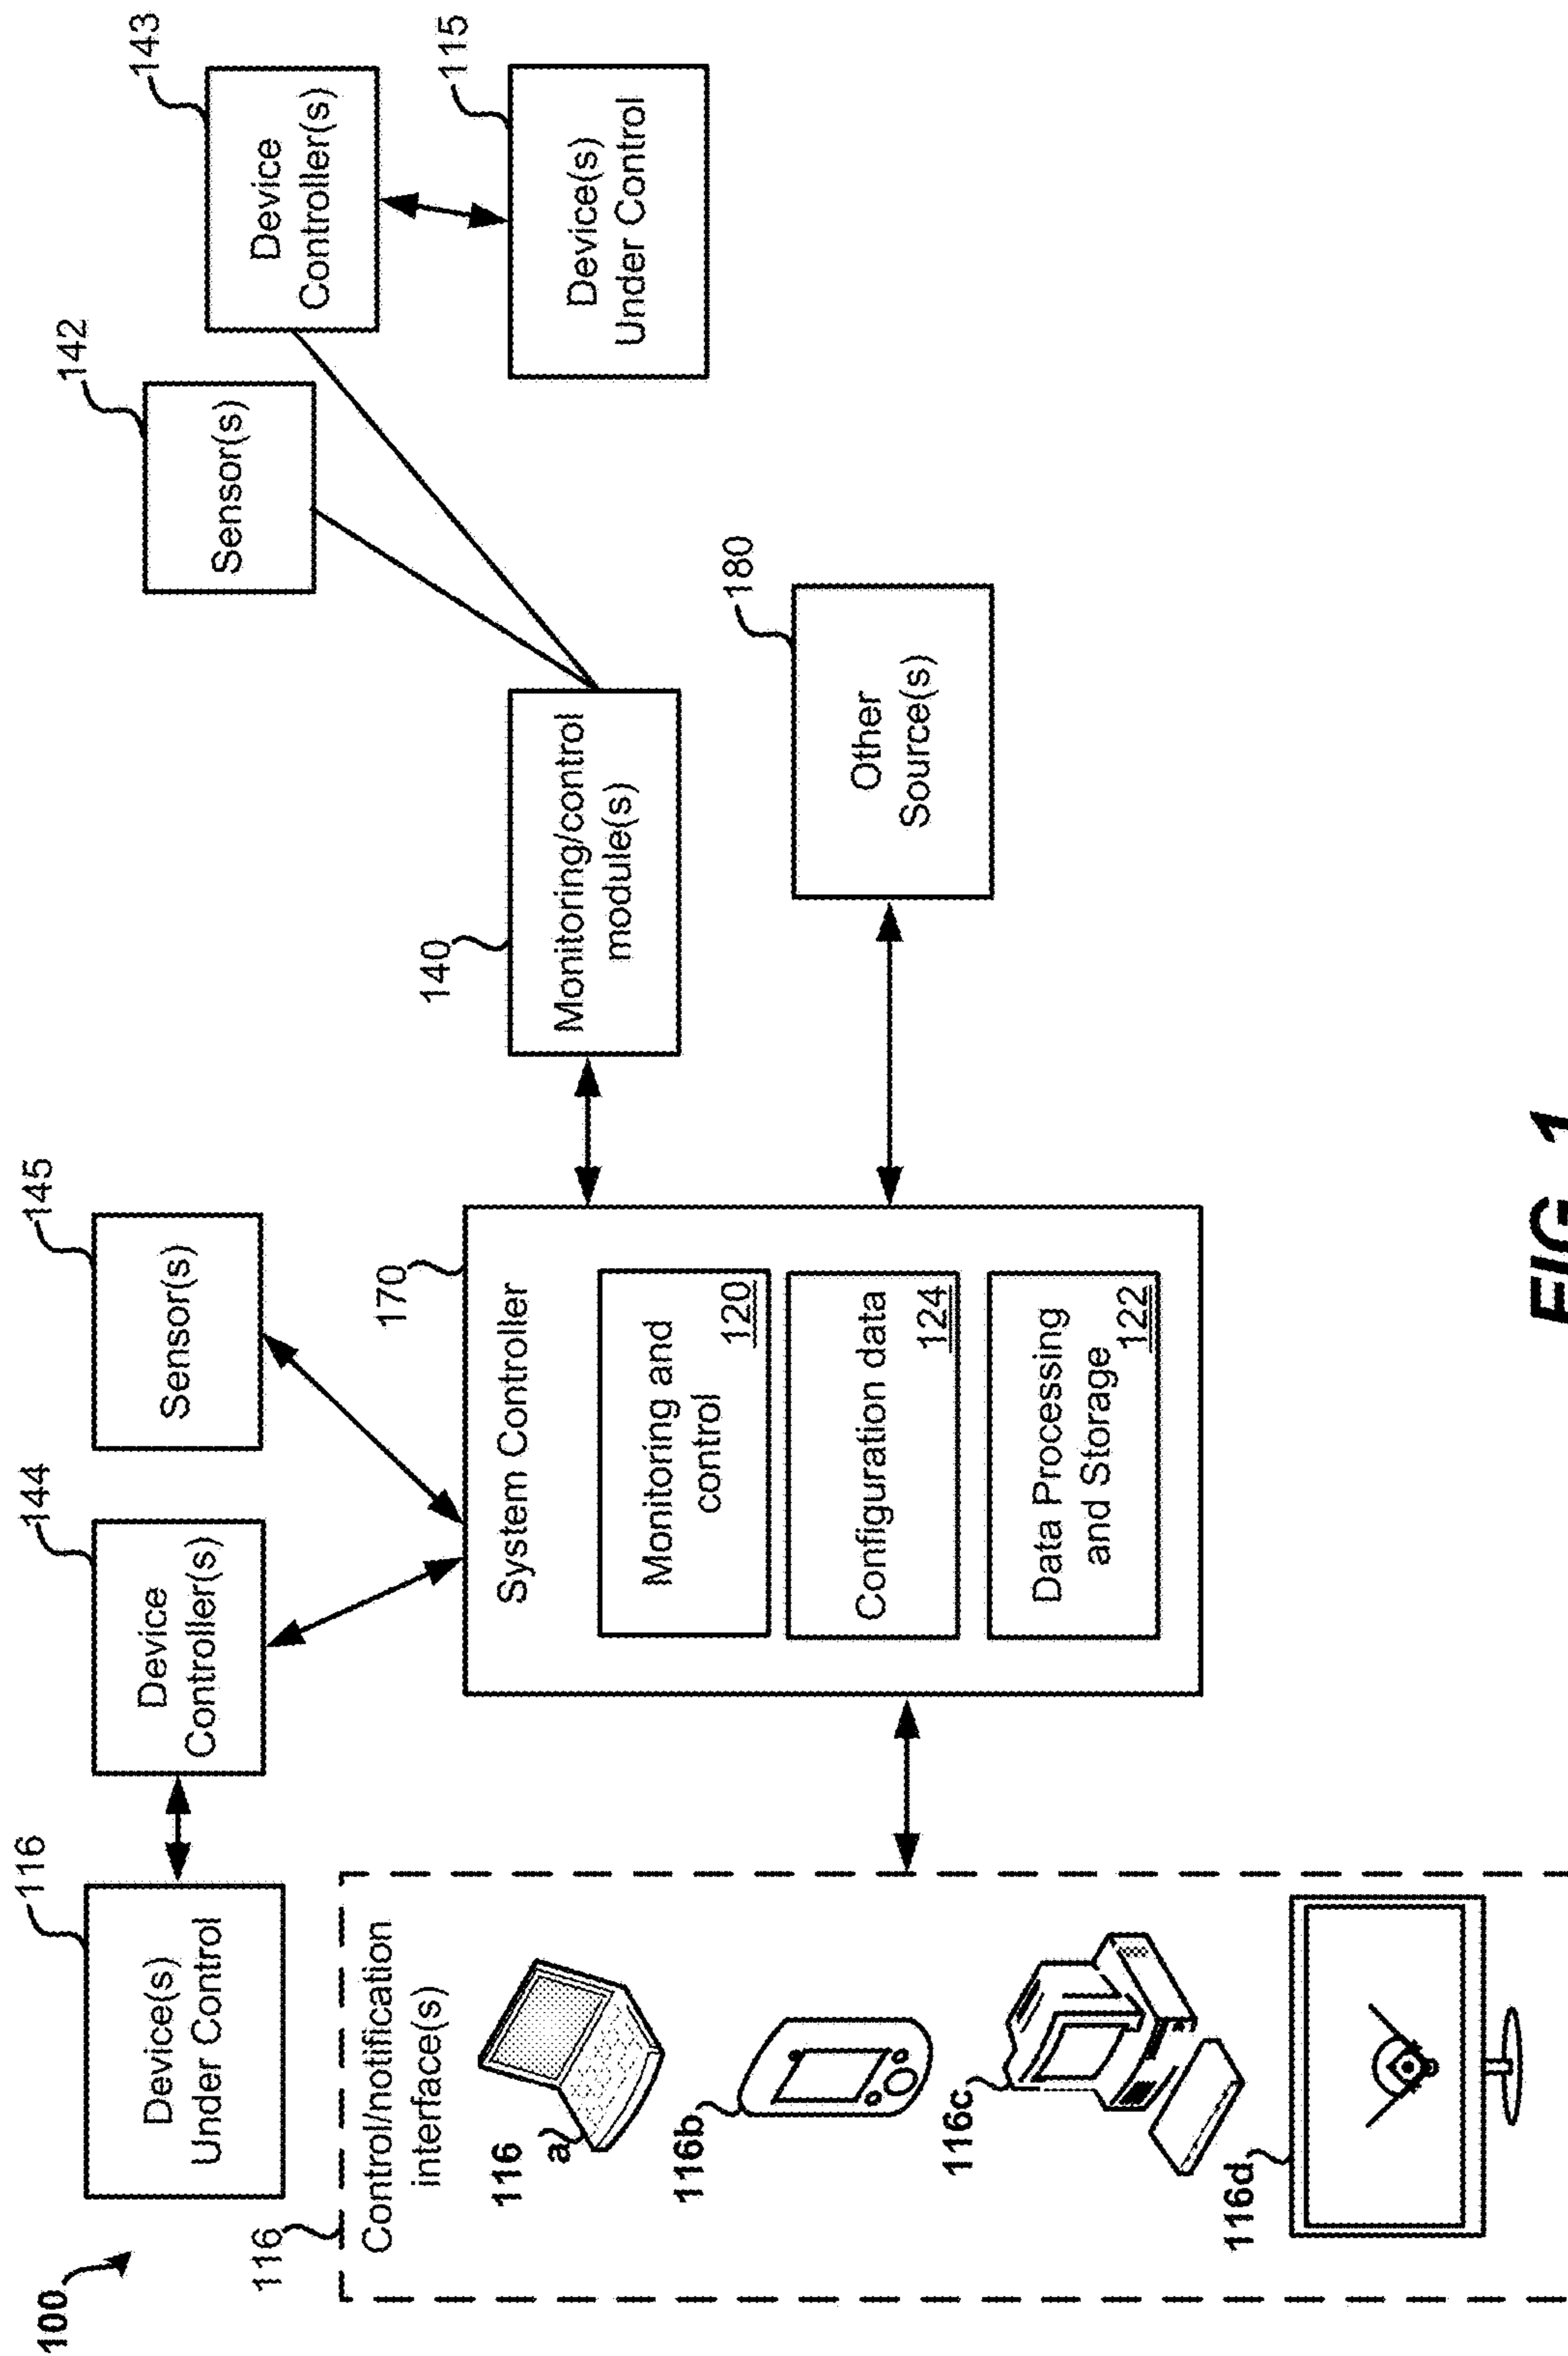 100
116
Device(s)
Under Control
144
Device
Controller(s)
145
Sensor(s)
142
Sensor(s)
143
Device
Controller(s)
115
Device(s)
Under Control
140
Monitoring/control
module(s)
180
Other
Source(s)
170
System Controller
Monitoring and
control
120
Configuration data
124
Data Processing
and Storage
122
116
Control/notification
interface(s)
116
a
116b
116c
116d
FIG. 1